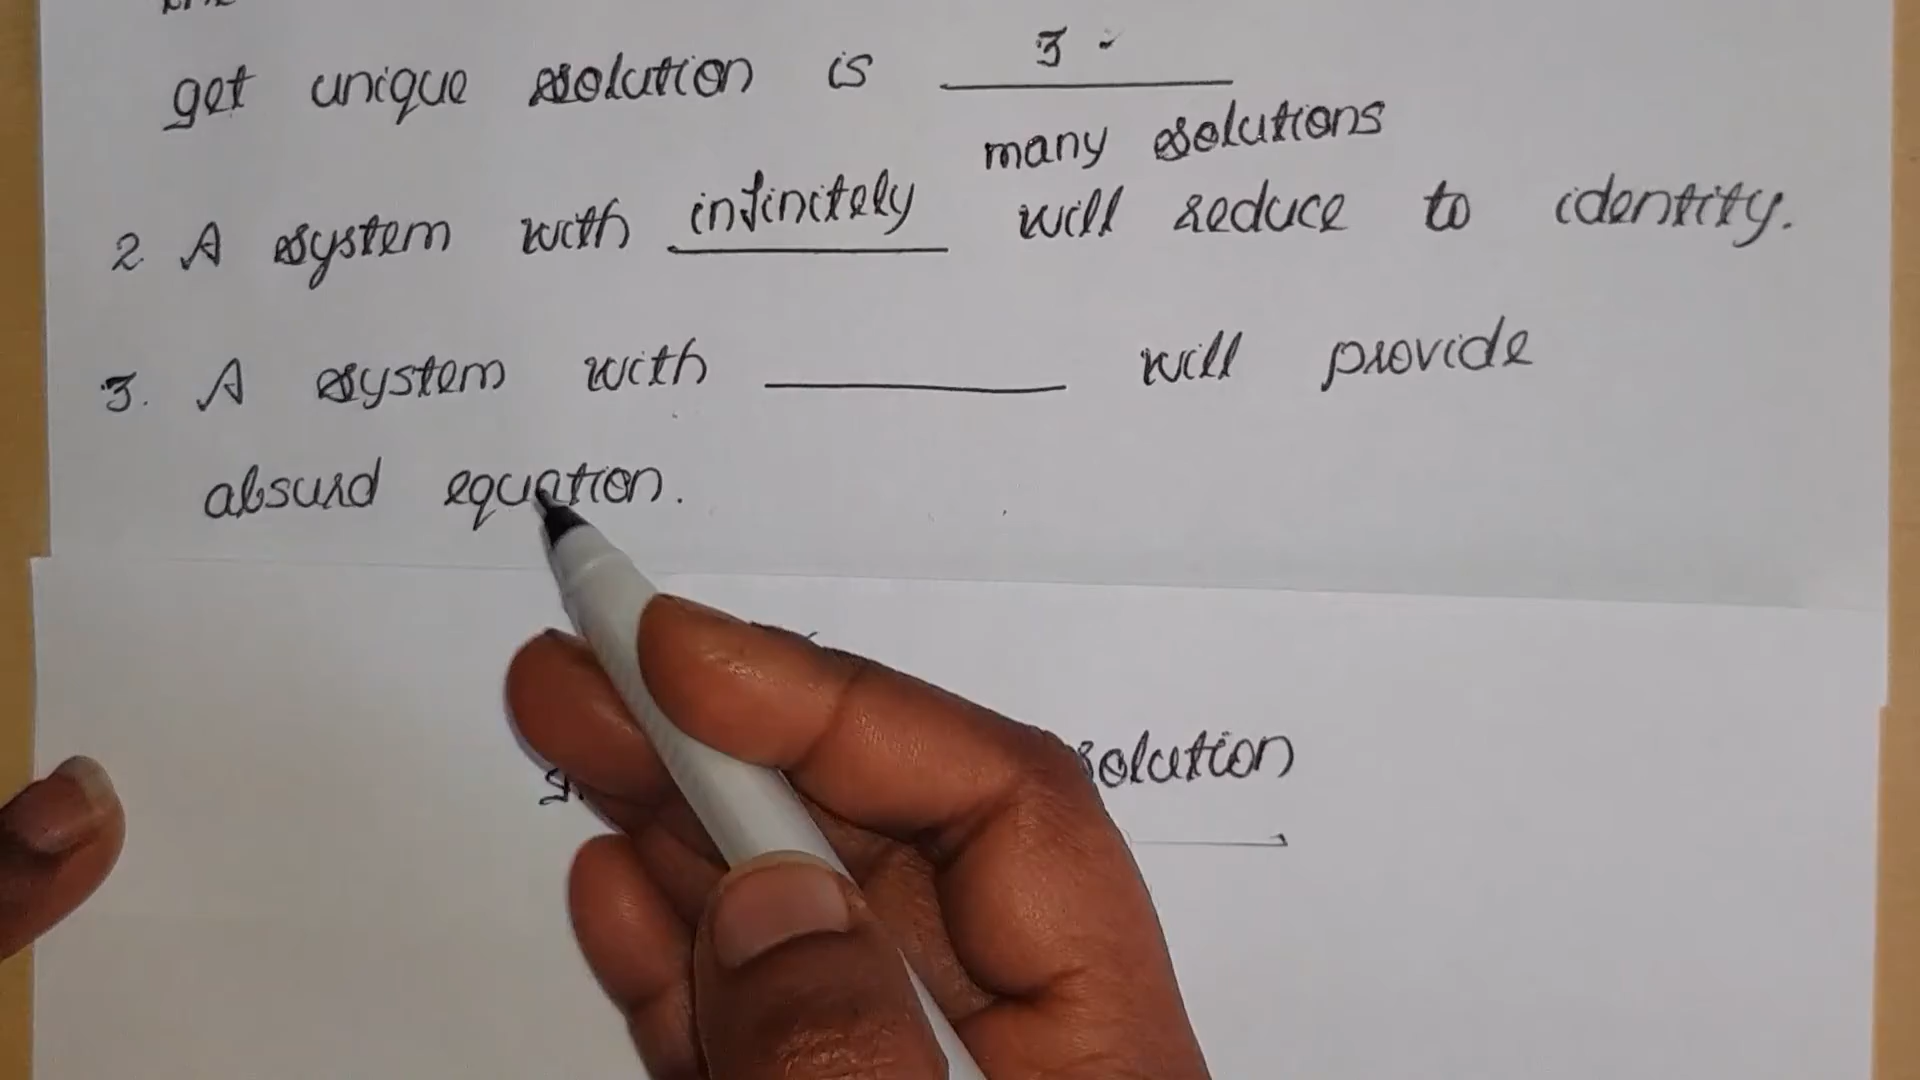 get unique solution is 3
many solutions
2. A system with infinitely will reduce to identity.
3. A system with ______ will provide
absurd equation.
solution